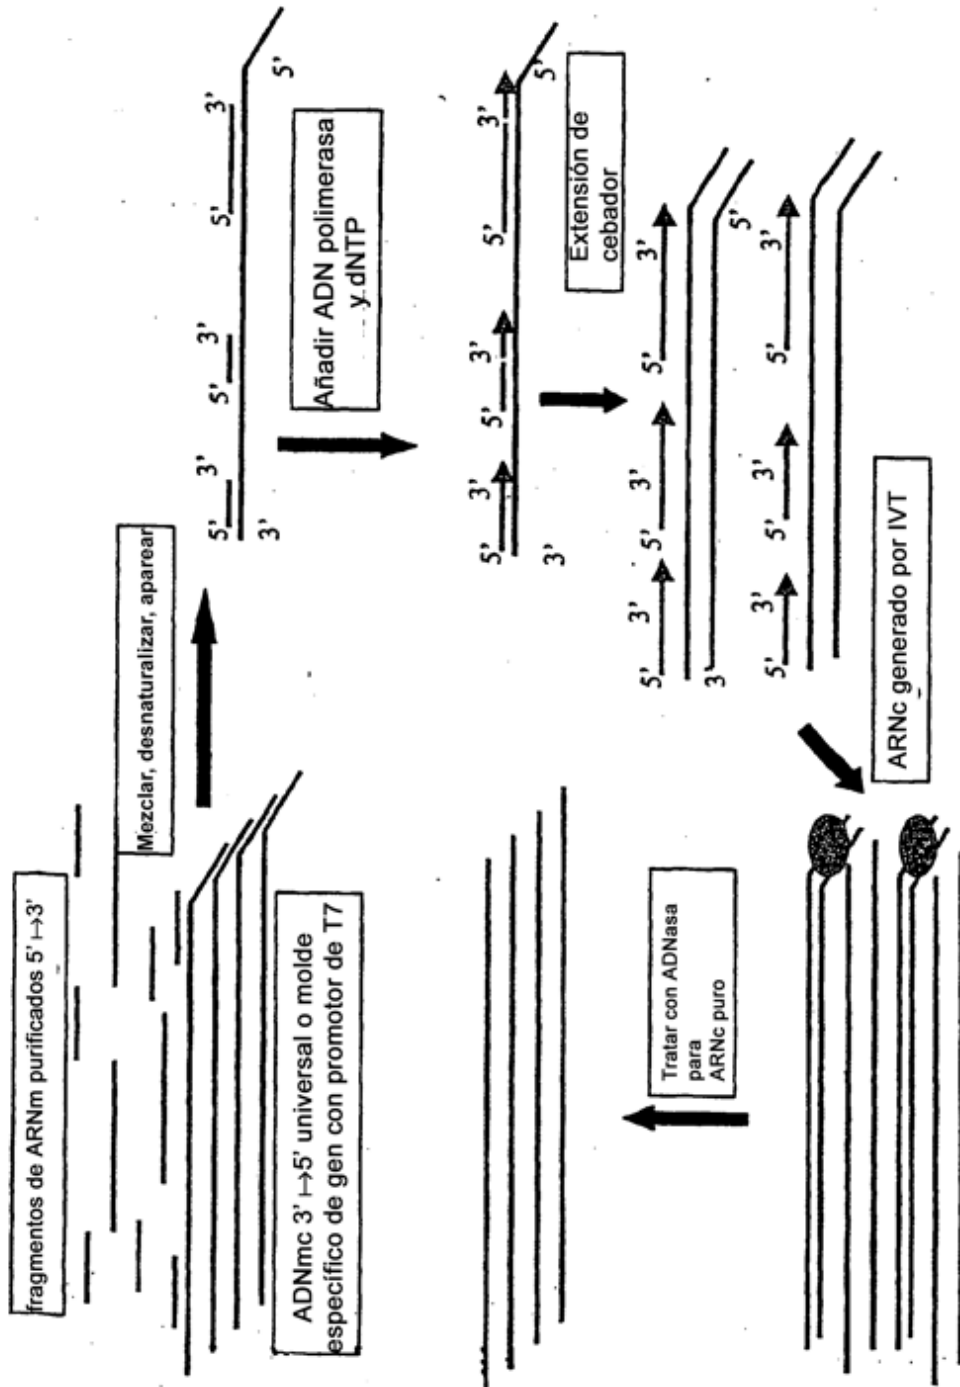 fragmentos de ARNm purificados 5' ↦3'
Mezclar, desnaturalizar, aparear
ADNmc 3' ↦5' universal o molde
específico de gen con promotor de T7
5' 3' 5' 3' 5' 3'
3' 5'
Añadir ADN polimerasa
y dNTP
5' 3' 5' 3' 5' 3'
3' 5'
Extensión de
cebador
5' 3' 5' 3' 5' 3'
3' 5'
5' 3' 5' 3' 5' 3'
ARNc generado por IVT
Tratar con ADNasa
para
ARNc puro